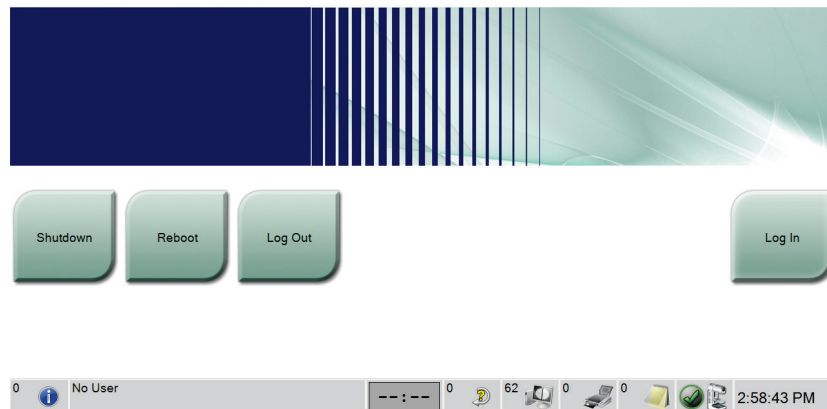 Shutdown
Reboot
Log Out
Log In
0
No User
--:--
0
62
0
0
2:58:43 PM